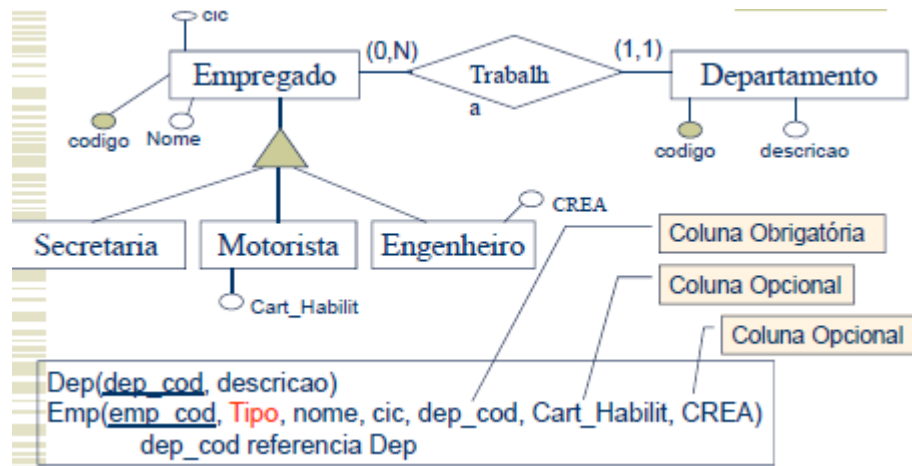 cic
(0,N)
(1,1)
Empregado
Trabalh
a
Departamento
codigo
Nome
codigo
descricao
CREA
Secretaria
Motorista
Engenheiro
Coluna Obrigatória
Cart_Habilit
Coluna Opcional
Coluna Opcional
Dep(dep_cod, descricao)
Emp(emp_cod, Tipo, nome, cic, dep_cod, Cart_Habilit, CREA)
dep_cod referencia Dep